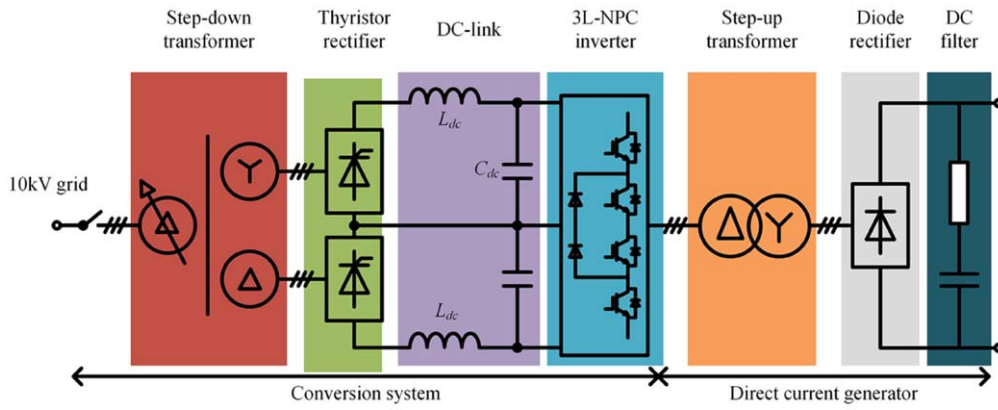 Step-down
transformer
Thyristor
rectifier
DC-link
3L-NPC
inverter
Step-up
transformer
Diode
rectifier
DC
filter
10kV grid
L_dc
C_dc
L_dc
Conversion system
Direct current generator